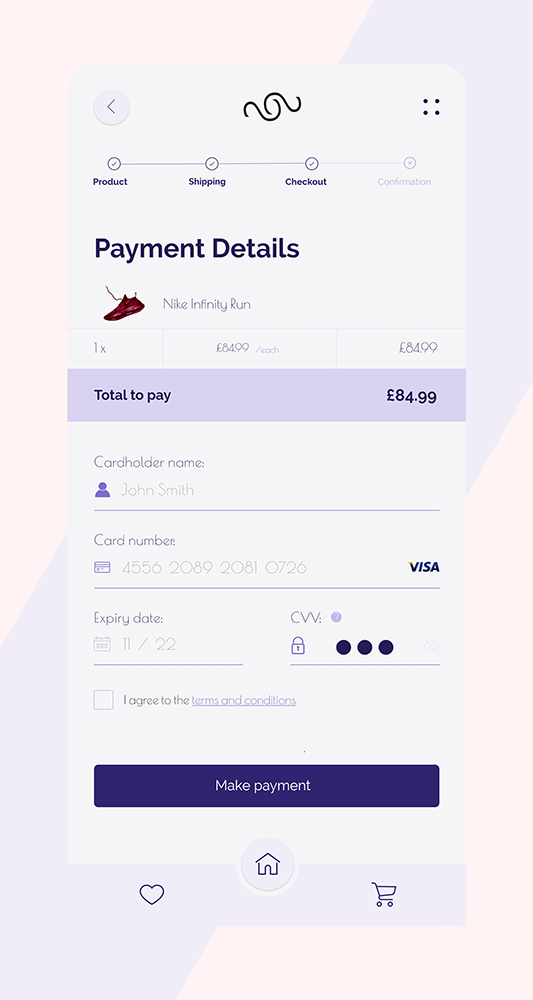 Product Shipping Checkout Confirmation
Payment Details
Nike Infinity Run
1 x £84.99 /each £84.99
Total to pay £84.99
Cardholder name:
John Smith
Card number:
4556 2089 2081 0726 VISA
Expiry date: CVV:
11 / 22
I agree to the terms and conditions
Make payment